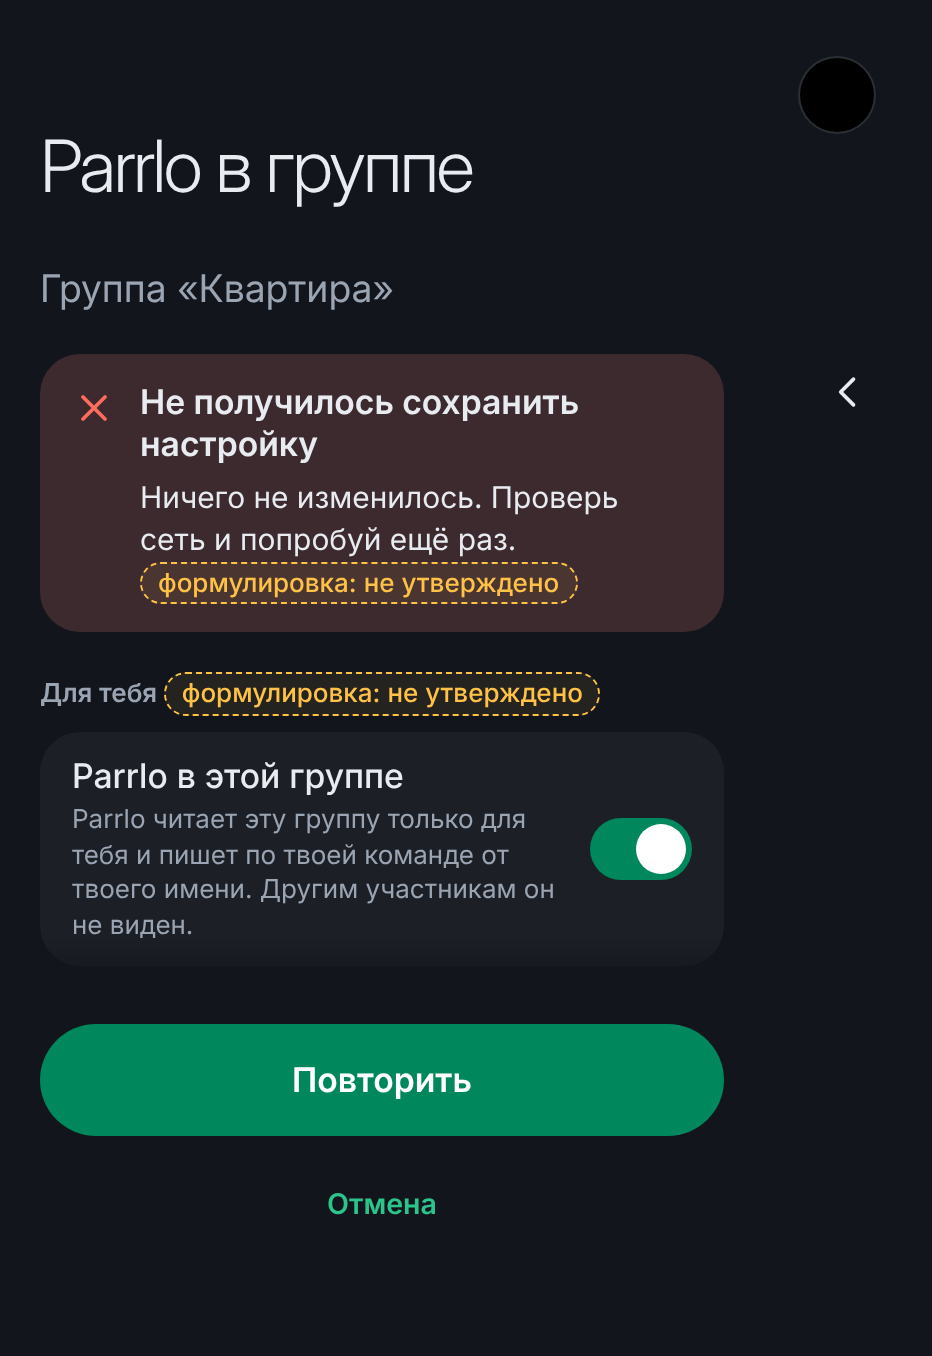 Parrlo в группе
Группа «Квартира»
Не получилось сохранить
настройку
Ничего не изменилось. Проверь
сеть и попробуй ещё раз.
формулировка: не утверждено
Для тебя формулировка: не утверждено
Parrlo в этой группе
Parrlo читает эту группу только для
тебя и пишет по твоей команде от
твоего имени. Другим участникам он
не виден.
Повторить
Отмена